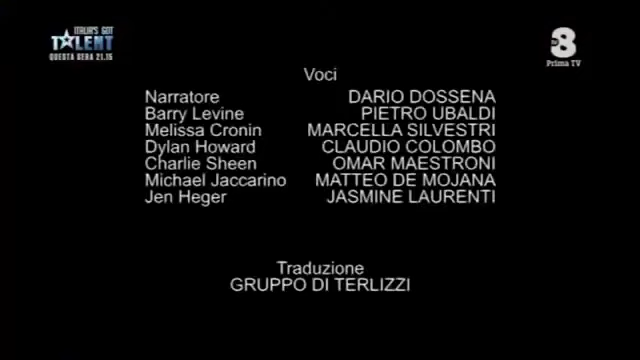 ITALIA'S GOT
TALENT
QUESTA SERA 21.15
TV8
Prima TV
Voci
Narratore DARIO DOSSENA
Barry Levine PIETRO UBALDI
Melissa Cronin MARCELLA SILVESTRI
Dylan Howard CLAUDIO COLOMBO
Charlie Sheen OMAR MAESTRONI
Michael Jaccarino MATTEO DE MOJANA
Jen Heger JASMINE LAURENTI
Traduzione
GRUPPO DI TERLIZZI